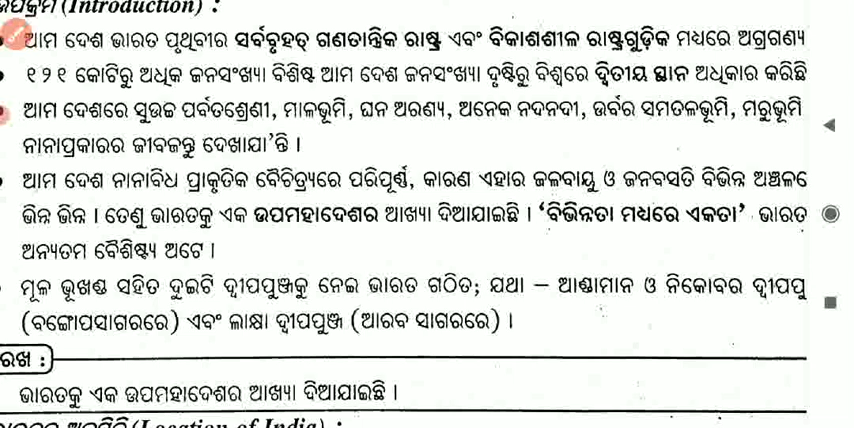 ଉପକ୍ରମ (Introduction) :
ଆମ ଦେଶ ଭାରତ ପୃଥିବୀର ସର୍ବବୃହତ୍ ଗଣତାନ୍ତ୍ରିକ ରାଷ୍ଟ୍ର ଏବଂ ବିକାଶଶୀଳ ରାଷ୍ଟ୍ରଗୁଡ଼ିକ ମଧ୍ୟରେ ଅଗ୍ରଗଣ୍ୟ
୧୨୧ କୋଟିରୁ ଅଧିକ ଜନସଂଖ୍ୟା ବିଶିଷ୍ଟ ଆମ ଦେଶ ଜନସଂଖ୍ୟା ଦୃଷ୍ଟିରୁ ବିଶ୍ୱରେ ଦ୍ୱିତୀୟ ସ୍ଥାନ ଅଧିକାର କରିଛି
ଆମ ଦେଶରେ ସୁଉଚ୍ଚ ପର୍ବତଶ୍ରେଣୀ, ମାଳଭୂମି, ଘନ ଅରଣ୍ୟ, ଅନେକ ନଦନଦୀ, ଉର୍ବର ସମତଳଭୂମି, ମରୁଭୂମି
ନାନାପ୍ରକାରର ଜୀବଜନ୍ତୁ ଦେଖାଯା'ନ୍ତି ।
ଆମ ଦେଶ ନାନାବିଧ ପ୍ରାକୃତିକ ବୈଚିତ୍ର୍ୟରେ ପରିପୂର୍ଣ୍ଣ, କାରଣ ଏହାର ଜଳବାୟୁ ଓ ଜନବସତି ବିଭିନ୍ନ ଅଞ୍ଚଳରେ
ଭିନ୍ନ ଭିନ୍ନ । ତେଣୁ ଭାରତକୁ ଏକ ଉପମହାଦେଶର ଆଖ୍ୟା ଦିଆଯାଇଛି । ‘ବିଭିନ୍ନତା ମଧ୍ୟରେ ଏକତା’ ଭାରତ
ଅନ୍ୟତମ ବୈଶିଷ୍ଟ୍ୟ ଅଟେ ।
ମୂଳ ଭୂଖଣ୍ଡ ସହିତ ଦୁଇଟି ଦ୍ୱୀପପୁଞ୍ଜକୁ ନେଇ ଭାରତ ଗଠିତ; ଯଥା – ଆଣ୍ଡାମାନ ଓ ନିକୋବର ଦ୍ୱୀପପୁ
(ବଙ୍ଗୋପସାଗରରେ) ଏବଂ ଲାକ୍ଷା ଦ୍ୱୀପପୁଞ୍ଜ (ଆରବ ସାଗରରେ) ।
ରଖ :
ଭାରତକୁ ଏକ ଉପମହାଦେଶର ଆଖ୍ୟା ଦିଆଯାଇଛି ।
(Location of India) :